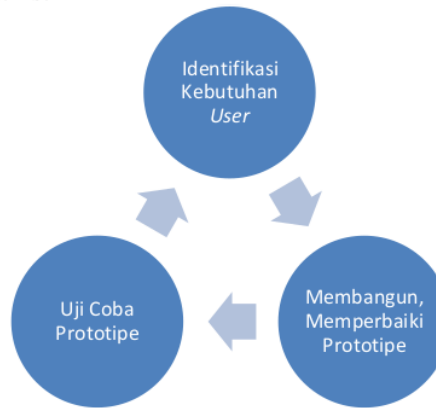 Identifikasi
Kebutuhan
User
Membangun,
Memperbaiki
Prototipe
Uji Coba
Prototipe